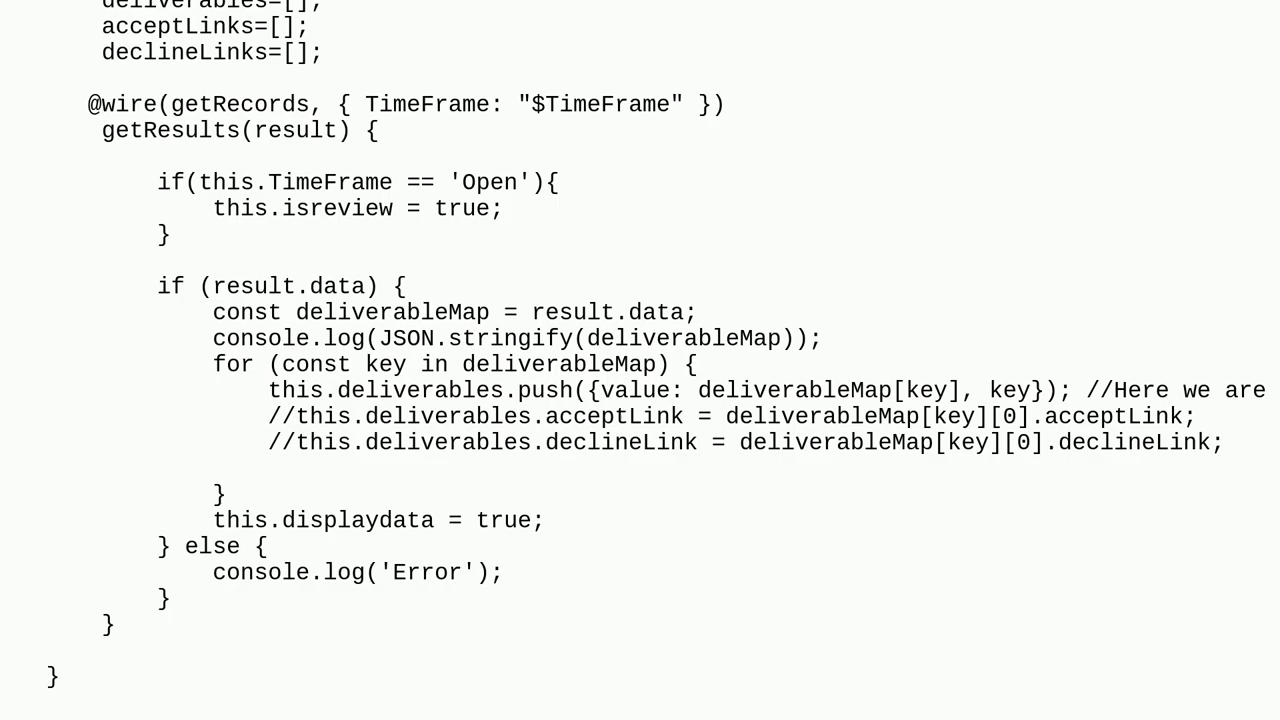 deliverables=[];
acceptLinks=[];
declineLinks=[];
@wire(getRecords, { TimeFrame: "$TimeFrame" })
getResults(result) {
if(this.TimeFrame == 'Open'){
this.isreview = true;
}
if (result.data) {
const deliverableMap = result.data;
console.log(JSON.stringify(deliverableMap));
for (const key in deliverableMap) {
this.deliverables.push({value: deliverableMap[key], key}); //Here we are
//this.deliverables.acceptLink = deliverableMap[key][0].acceptLink;
//this.deliverables.declineLink = deliverableMap[key][0].declineLink;
}
this.displaydata = true;
} else {
console.log('Error');
}
}
}